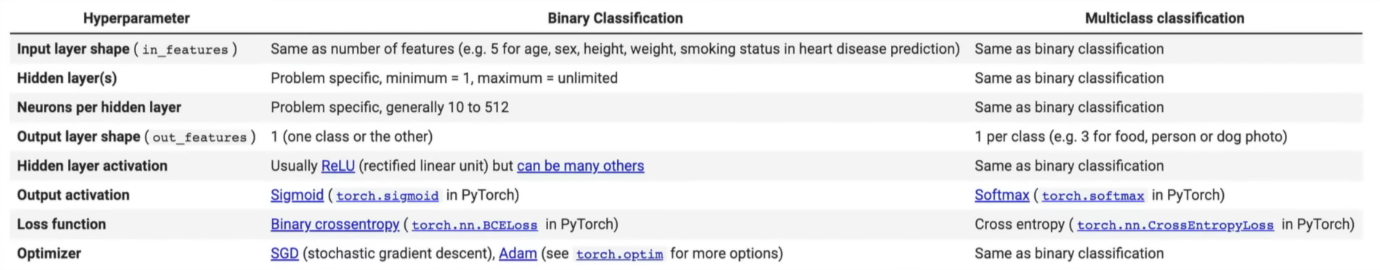 Hyperparameter Binary Classification Multiclass classification
Input layer shape ( in_features ) Same as number of features (e.g. 5 for age, sex, height, weight, smoking status in heart disease prediction) Same as binary classification
Hidden layer(s) Problem specific, minimum = 1, maximum = unlimited Same as binary classification
Neurons per hidden layer Problem specific, generally 10 to 512 Same as binary classification
Output layer shape ( out_features ) 1 (one class or the other) 1 per class (e.g. 3 for food, person or dog photo)
Hidden layer activation Usually ReLU (rectified linear unit) but can be many others Same as binary classification
Output activation Sigmoid ( torch.sigmoid in PyTorch) Softmax ( torch.softmax in PyTorch)
Loss function Binary crossentropy ( torch.nn.BCELoss in PyTorch) Cross entropy ( torch.nn.CrossEntropyLoss in PyTorch)
Optimizer SGD (stochastic gradient descent), Adam (see torch.optim for more options) Same as binary classification